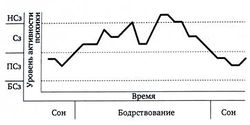 Уровень активности
психики
НСз
Сз
ПСз
БСз
Время
Сон
Бодрствование
Сон